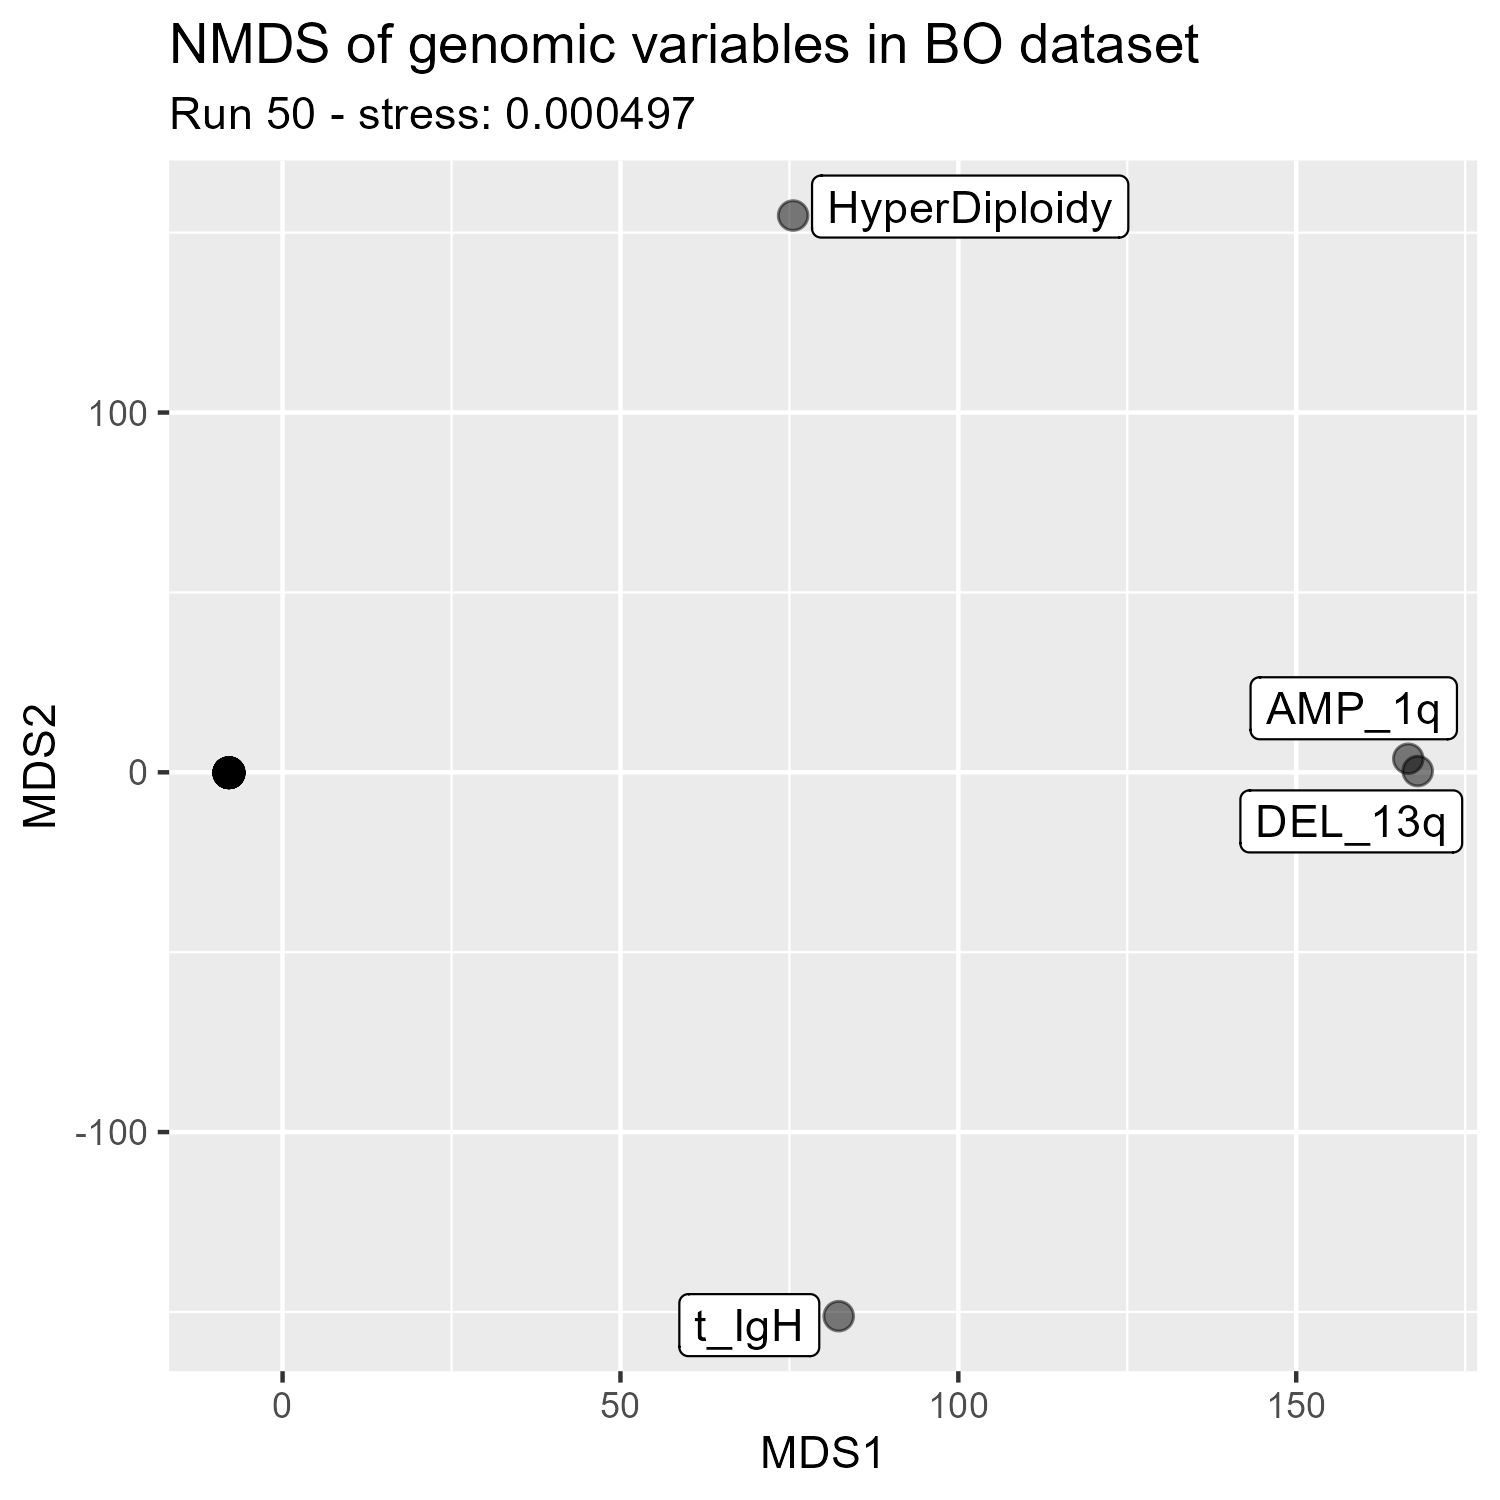 NMDS of genomic variables in BO dataset
Run 50 - stress: 0.000497
HyperDiploidy
100
AMP_1q
MDS2
0
DEL_13q
-100
t_IgH
0 50 100 150
MDS1